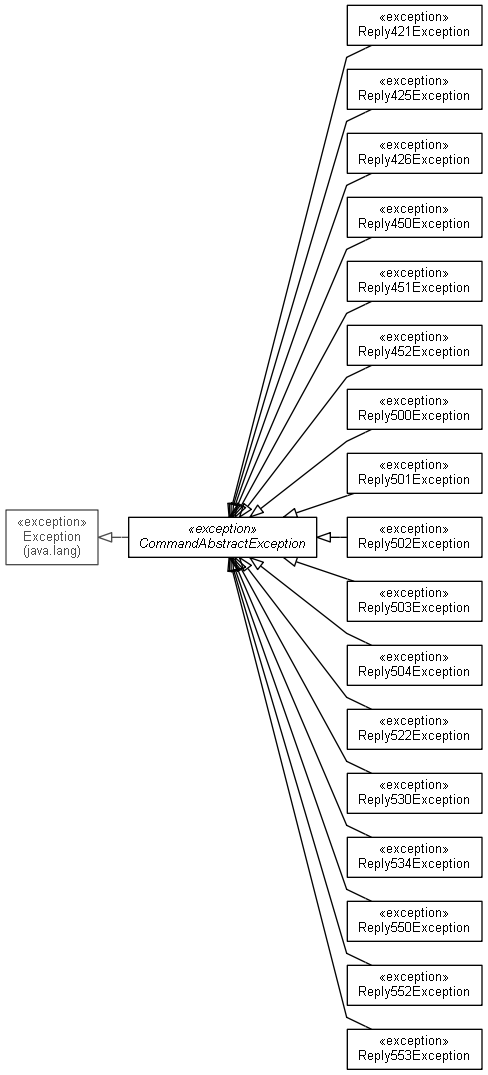 «exception»
Reply421Exception
«exception»
Reply425Exception
«exception»
Reply426Exception
«exception»
Reply450Exception
«exception»
Reply451Exception
«exception»
Reply452Exception
«exception»
Reply500Exception
«exception»
Reply501Exception
«exception»
Exception
(java.lang)
«exception»
CommandAbstractException
«exception»
Reply502Exception
«exception»
Reply503Exception
«exception»
Reply504Exception
«exception»
Reply522Exception
«exception»
Reply530Exception
«exception»
Reply534Exception
«exception»
Reply550Exception
«exception»
Reply552Exception
«exception»
Reply553Exception